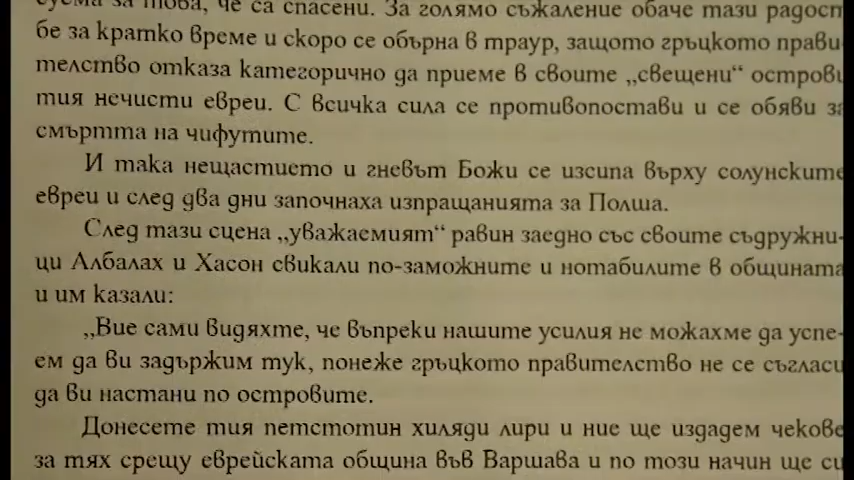 суета за това, че са спасени. За голямо съжаление обаче тази радост
бе за кратко време и скоро се обърна в траур, защото гръцкото прави-
телство отказа категорично да приеме в своите „свещени“ острови
тия нечисти евреи. С всичка сила се противопостави и се обяви за
смъртта на чифутите.
И така нещастието и гневът Божи се изсипа върху солунските
евреи и след два дни започнаха изпращанията за Полша.
След тази сцена „уважаемият“ равин заедно със своите съдружни-
ци Албалах и Хасон свикали по-заможните и нотабилите в общината
и им казали:
„Вие сами видяхте, че въпреки нашите усилия не можахме да успе-
ем да ви задържим тук, понеже гръцкото правителство не се съгласи
да ви настани по островите.
Донесете тия петстотин хиляди лири и ние ще издадем чекове
за тях срещу еврейската община във Варшава и по този начин ще си